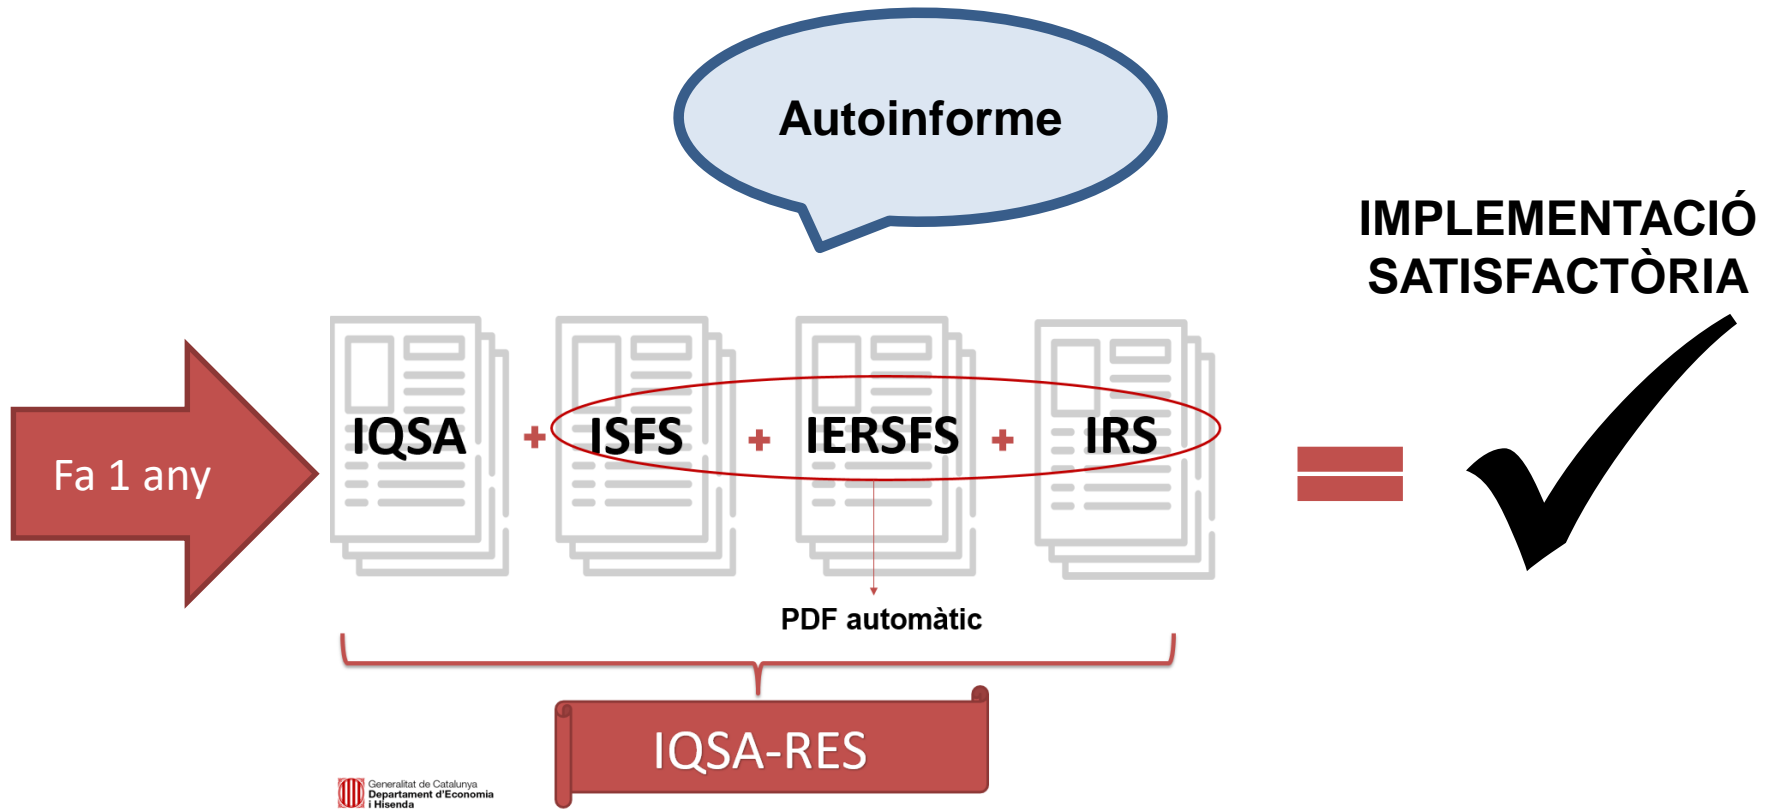 Autoinforme
IMPLEMENTACIÓ
SATISFACTÒRIA
Fa 1 any
IQSA + ISFS + IERSFS + IRS =
PDF automàtic
IQSA-RES
Generalitat de Catalunya
Departament d'Economia
i Hisenda